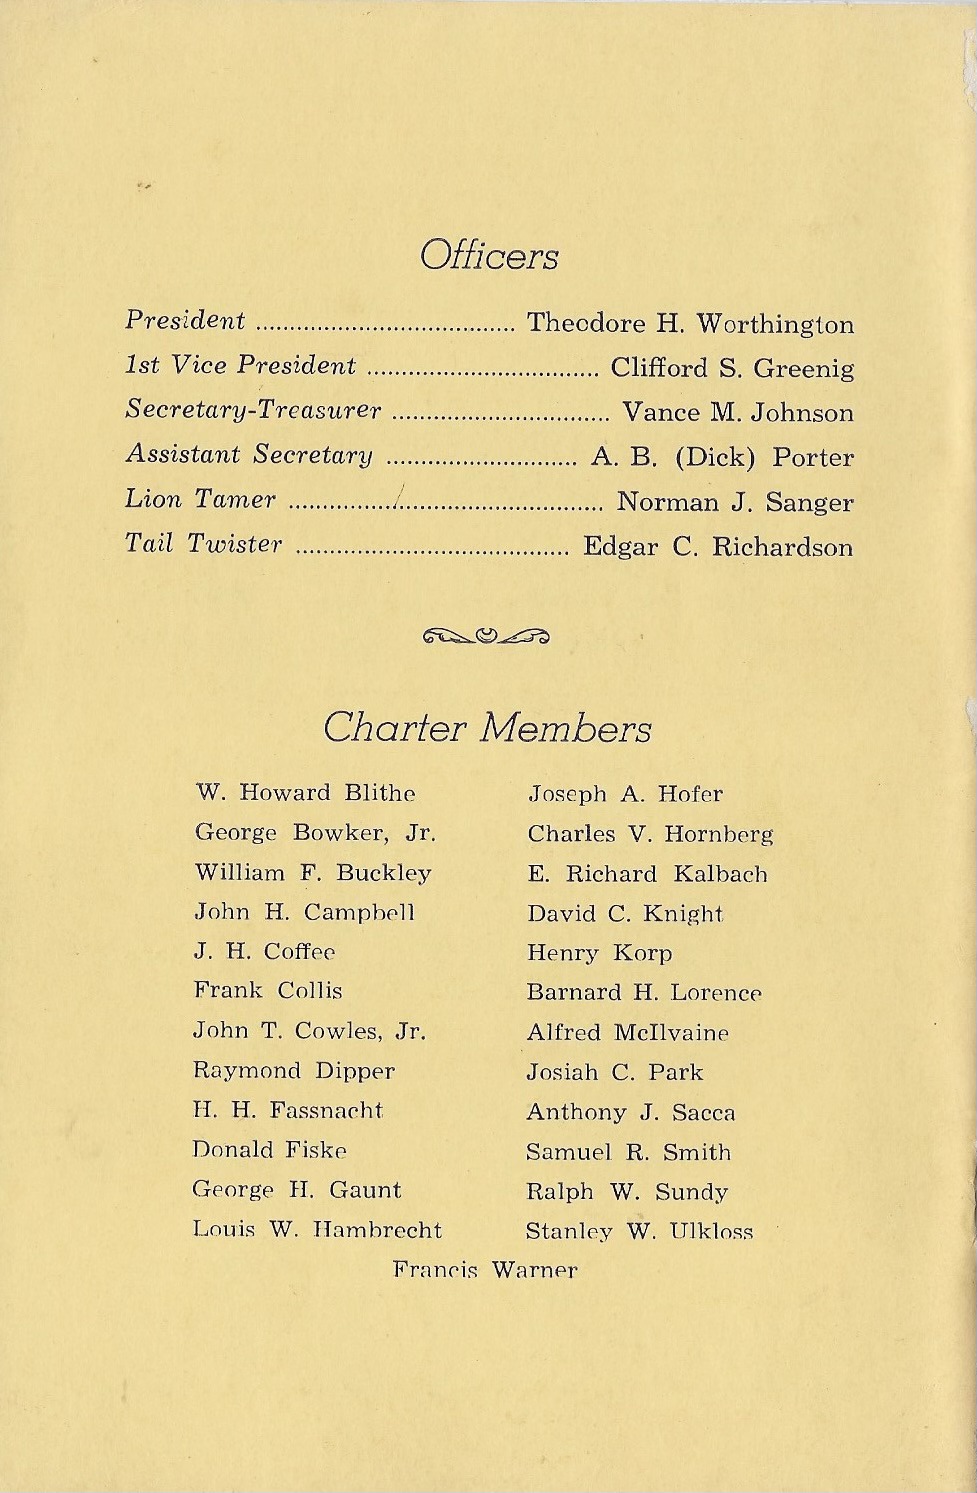 Officers
President ....................................... Theodore H. Worthington
1st Vice President ................................... Clifford S. Greenig
Secretary-Treasurer ................................. Vance M. Johnson
Assistant Secretary ............................. A. B. (Dick) Porter
Lion Tamer ................................................ Norman J. Sanger
Tail Twister ......................................... Edgar C. Richardson
Charter Members
W. Howard Blithe
George Bowker, Jr.
William F. Buckley
John H. Campbell
J. H. Coffee
Frank Collis
John T. Cowles, Jr.
Raymond Dipper
H. H. Fassnacht
Donald Fiske
George H. Gaunt
Louis W. Hambrecht
Joseph A. Hofer
Charles V. Hornberg
E. Richard Kalbach
David C. Knight
Henry Korp
Barnard H. Lorence
Alfred McIlvaine
Josiah C. Park
Anthony J. Sacca
Samuel R. Smith
Ralph W. Sundy
Stanley W. Ulkloss
Francis Warner